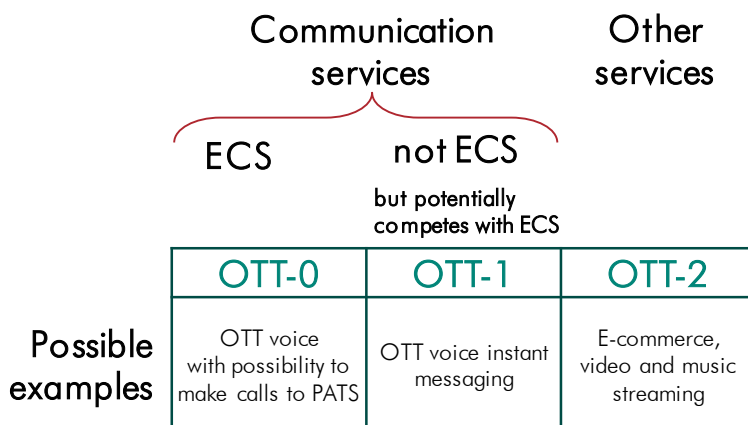 Communication
services
Other
services
ECS
not ECS
but potentially
competes with ECS
OTT-0
OTT-1
OTT-2
Possible
examples
OTT voice
with possibility to
make calls to PATS
OTT voice instant
messaging
E-commerce,
video and music
streaming